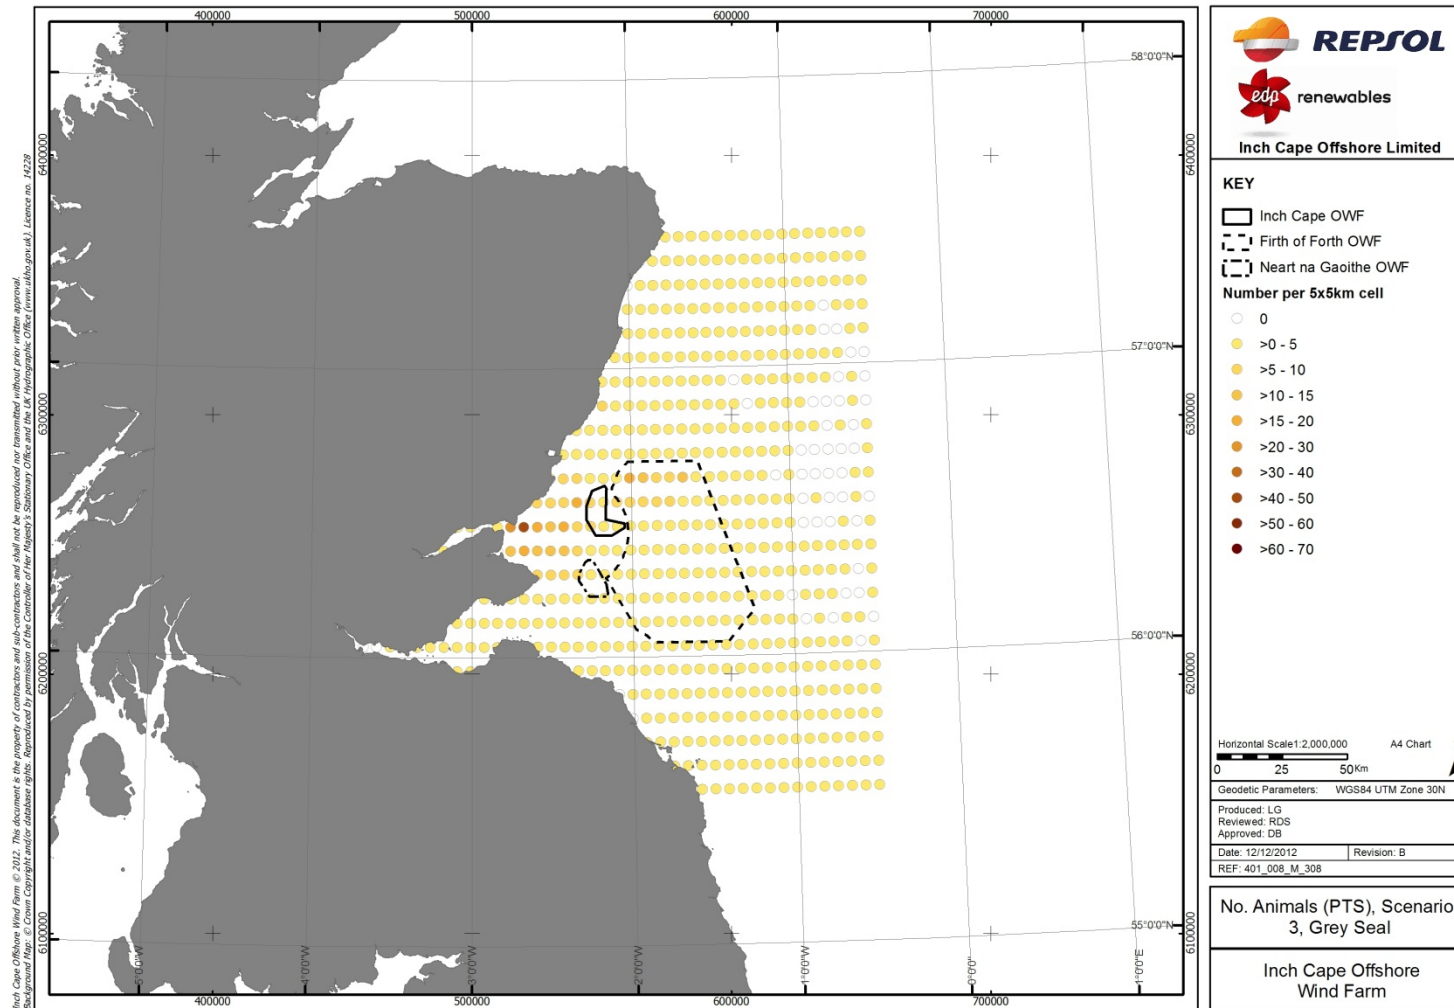 400000
500000
600000
700000
58°0'0"N
57°0'0"N
56°0'0"N
55°0'0"N
6400000
6300000
6200000
6100000
6400000
6300000
6200000
6100000
5°0'0"W
4°0'0"W
3°0'0"W
2°0'0"W
1°0'0"W
0°0'0"
1°0'0"E
400000
500000
600000
700000
Inch Cape Offshore Wind Farm © 2012. This document is the property of contractors and sub-contractors and shall not be reproduced nor transmitted without prior written approval.
Background Map: © Crown Copyright and/or database rights. Reproduced by permission of the Controller of Her Majesty's Stationary Office and the UK Hydrographic Office (www.ukho.gov.uk). Licence no. 14228
REPSOL
edp renewables
Inch Cape Offshore Limited
KEY
Inch Cape OWF
Firth of Forth OWF
Neart na Gaoithe OWF
Number per 5x5km cell
0
>0 - 5
>5 - 10
>10 - 15
>15 - 20
>20 - 30
>30 - 40
>40 - 50
>50 - 60
>60 - 70
Horizontal Scale1:2,000,000 A4 Chart
0 25 50Km
Geodetic Parameters: WGS84 UTM Zone 30N
Produced: LG
Reviewed: RDS
Approved: DB
Date: 12/12/2012 Revision: B
REF: 401_008_M_308
No. Animals (PTS), Scenario
3, Grey Seal
Inch Cape Offshore
Wind Farm